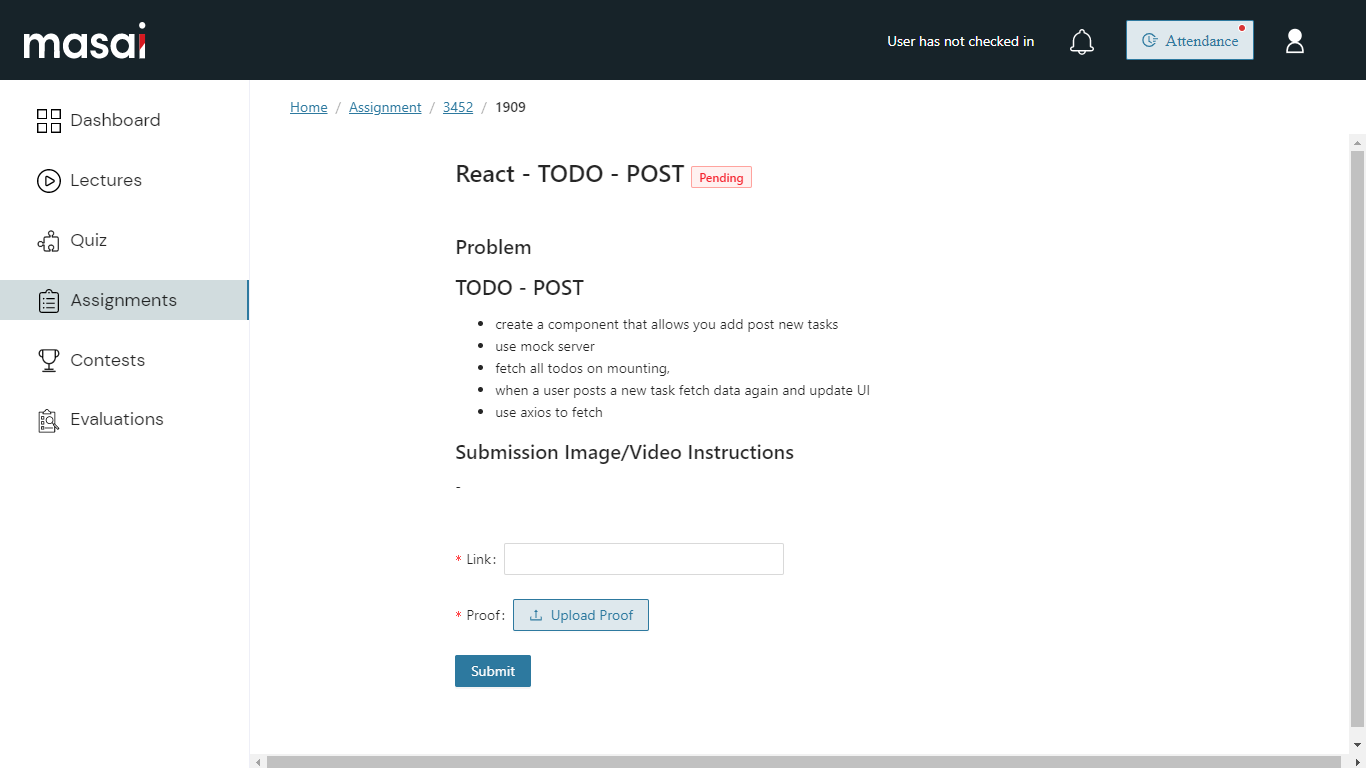 masai
User has not checked in
Attendance
Dashboard
Lectures
Quiz
Assignments
Contests
Evaluations
Home / Assignment / 3452 / 1909
React - TODO - POST Pending
Problem
TODO - POST
• create a component that allows you add post new tasks
• use mock server
• fetch all todos on mounting,
• when a user posts a new task fetch data again and update UI
• use axios to fetch
Submission Image/Video Instructions
-
* Link:
* Proof: Upload Proof
Submit